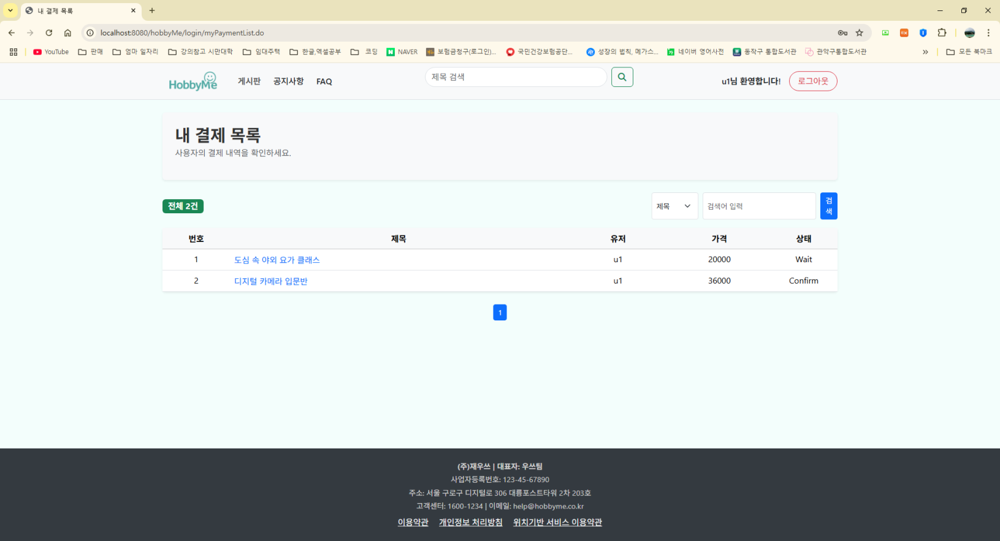 내 결제 목록
localhost:8080/hobbyMe/login/myPaymentList.do
YouTube 판매 엄마 일자리 강의참고 시만대학 임대주택 한글,엑셀공부 코딩 NAVER 보험금청구(로그인)... 국민건강보험공단... 성장의 법칙, 메가스... 네이버 영어사전 동작구 통합도서관 관악구통합도서관 » 모든 북마크
HobbyMe 게시판 공지사항 FAQ 제목 검색 u1님 환영합니다! 로그아웃
내 결제 목록
사용자의 결제 내역을 확인하세요.
전체 2건 제목 검색어 입력 검색
번호 제목 유저 가격 상태
1 도심 속 야외 요가 클래스 u1 20000 Wait
2 디지털 카메라 입문반 u1 36000 Confirm
1
(주)재우쓰 | 대표자: 우쓰팀
사업자등록번호: 123-45-67890
주소: 서울 구로구 디지털로 306 대륭포스트타워 2차 203호
고객센터: 1600-1234 | 이메일: help@hobbyme.co.kr
이용약관 개인정보 처리방침 위치기반 서비스 이용약관